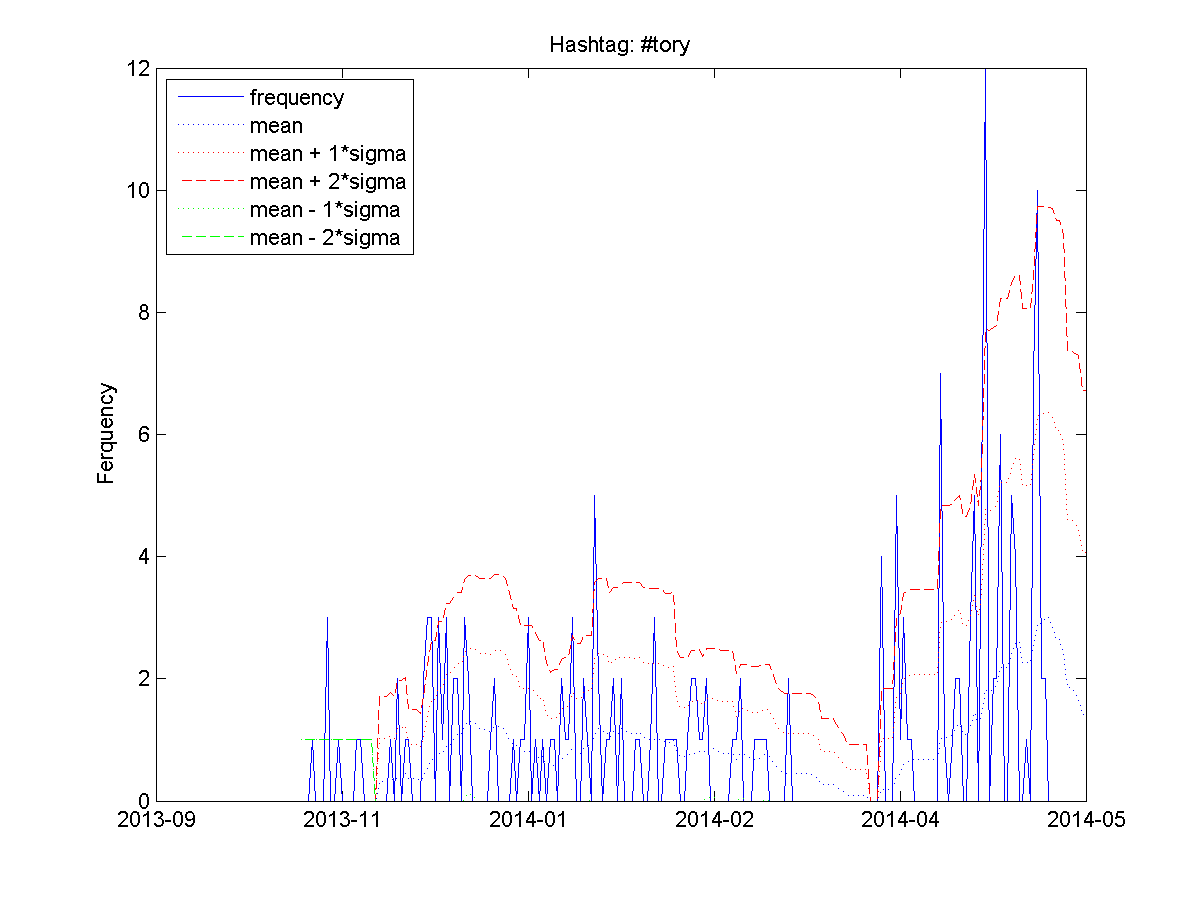 Hashtag: #tory
12
frequency
mean
mean + 1*sigma
mean + 2*sigma
mean - 1*sigma
mean - 2*sigma
10
8
6
4
2
0
Ferquency
2013-09 2013-11 2014-01 2014-02 2014-04 2014-05